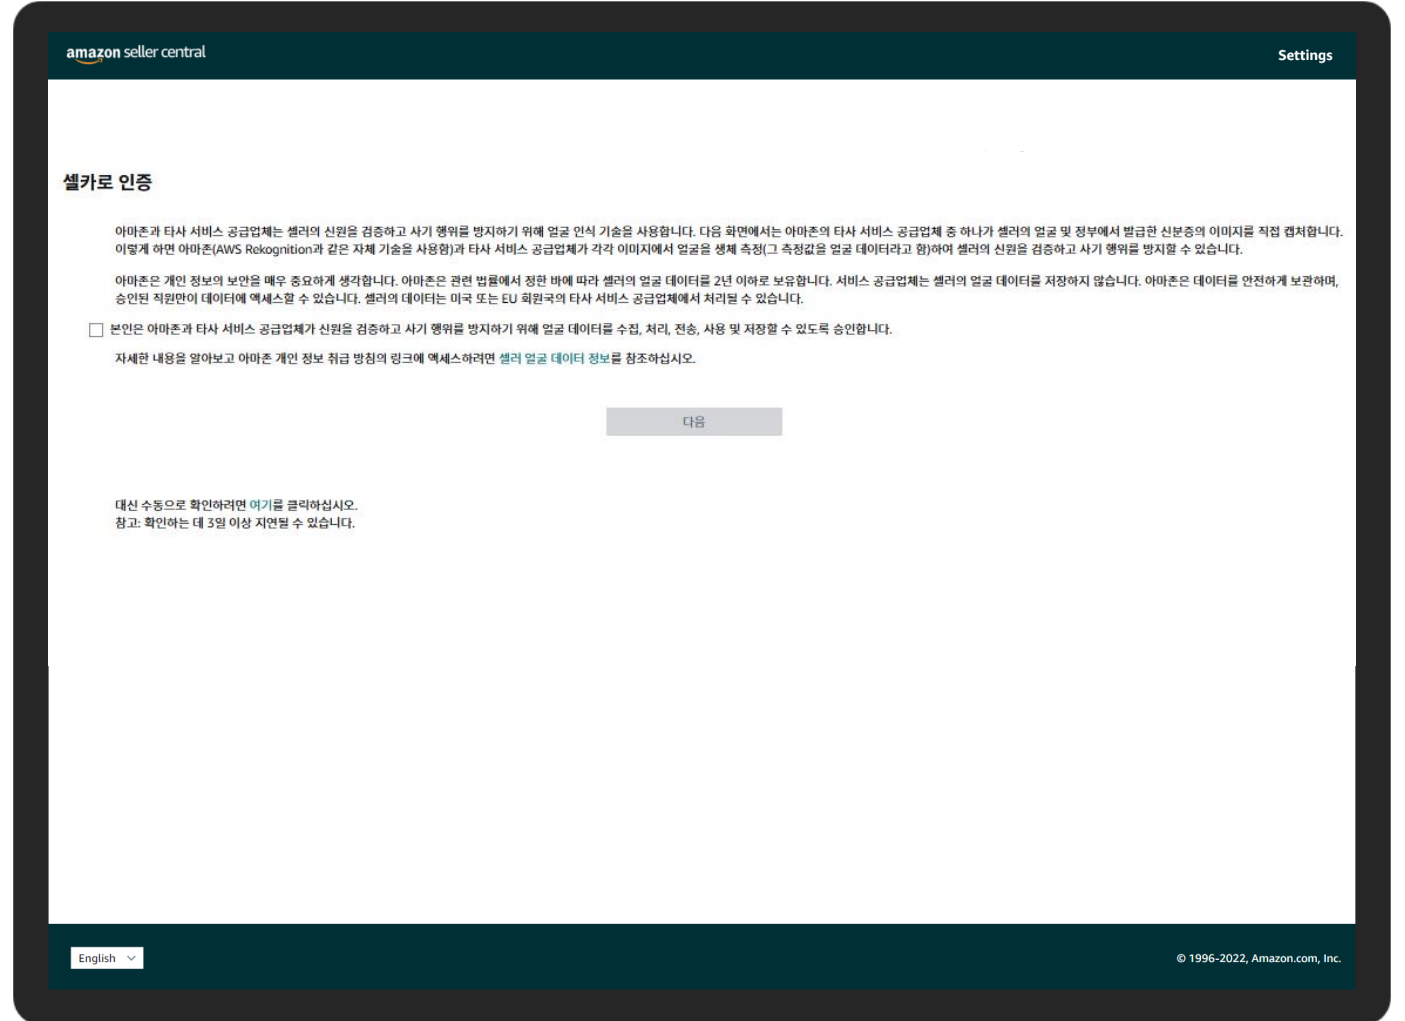 amazon seller central
Settings
셀카로 인증
아마존과 타사 서비스 공급업체는 셀러의 신원을 검증하고 사기 행위를 방지하기 위해 얼굴 인식 기술을 사용합니다. 다음 화면에서는 아마존의 타사 서비스 공급업체 중 하나가 셀러의 얼굴 및 정부에서 발급한 신분증의 이미지를 직접 캡처합니다.
이렇게 하면 아마존(AWS Rekognition과 같은 자체 기술을 사용함)과 타사 서비스 공급업체가 각각 이미지에서 얼굴을 생체 측정(그 측정값을 얼굴 데이터라고 함)하여 셀러의 신원을 검증하고 사기 행위를 방지할 수 있습니다.
아마존은 개인 정보의 보안을 매우 중요하게 생각합니다. 아마존은 관련 법률에서 정한 바에 따라 셀러의 얼굴 데이터를 2년 이하로 보유합니다. 서비스 공급업체는 셀러의 얼굴 데이터를 저장하지 않습니다. 아마존은 데이터를 안전하게 보관하며,
승인된 직원만이 데이터에 액세스할 수 있습니다. 셀러의 데이터는 미국 또는 EU 회원국의 타사 서비스 공급업체에서 처리될 수 있습니다.
본인은 아마존과 타사 서비스 공급업체가 신원을 검증하고 사기 행위를 방지하기 위해 얼굴 데이터를 수집, 처리, 전송, 사용 및 저장할 수 있도록 승인합니다.
자세한 내용을 알아보고 아마존 개인 정보 취급 방침의 링크에 액세스하려면 셀러 얼굴 데이터 정보를 참조하십시오.
다음
대신 수동으로 확인하려면 여기를 클릭하십시오.
참고: 확인하는 데 3일 이상 지연될 수 있습니다.
English
© 1996-2022, Amazon.com, Inc.